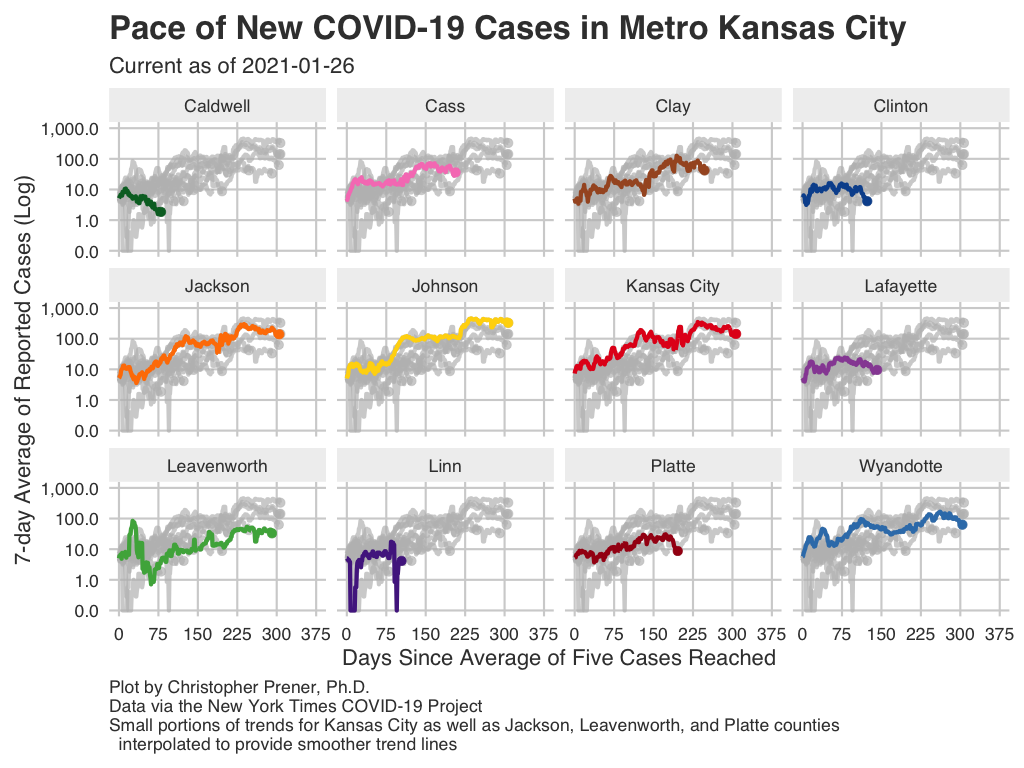 Pace of New COVID-19 Cases in Metro Kansas City
Current as of 2021-01-26
Caldwell Cass Clay Clinton
1,000.0
100.0
10.0
1.0
0.0
Jackson Johnson Kansas City Lafayette
1,000.0
100.0
10.0
1.0
0.0
Leavenworth Linn Platte Wyandotte
1,000.0
100.0
10.0
1.0
0.0
7-day Average of Reported Cases (Log)
0 75 150 225 300 375 0 75 150 225 300 375 0 75 150 225 300 375 0 75 150 225 300 375
Days Since Average of Five Cases Reached
Plot by Christopher Prener, Ph.D.
Data via the New York Times COVID-19 Project
Small portions of trends for Kansas City as well as Jackson, Leavenworth, and Platte counties
interpolated to provide smoother trend lines